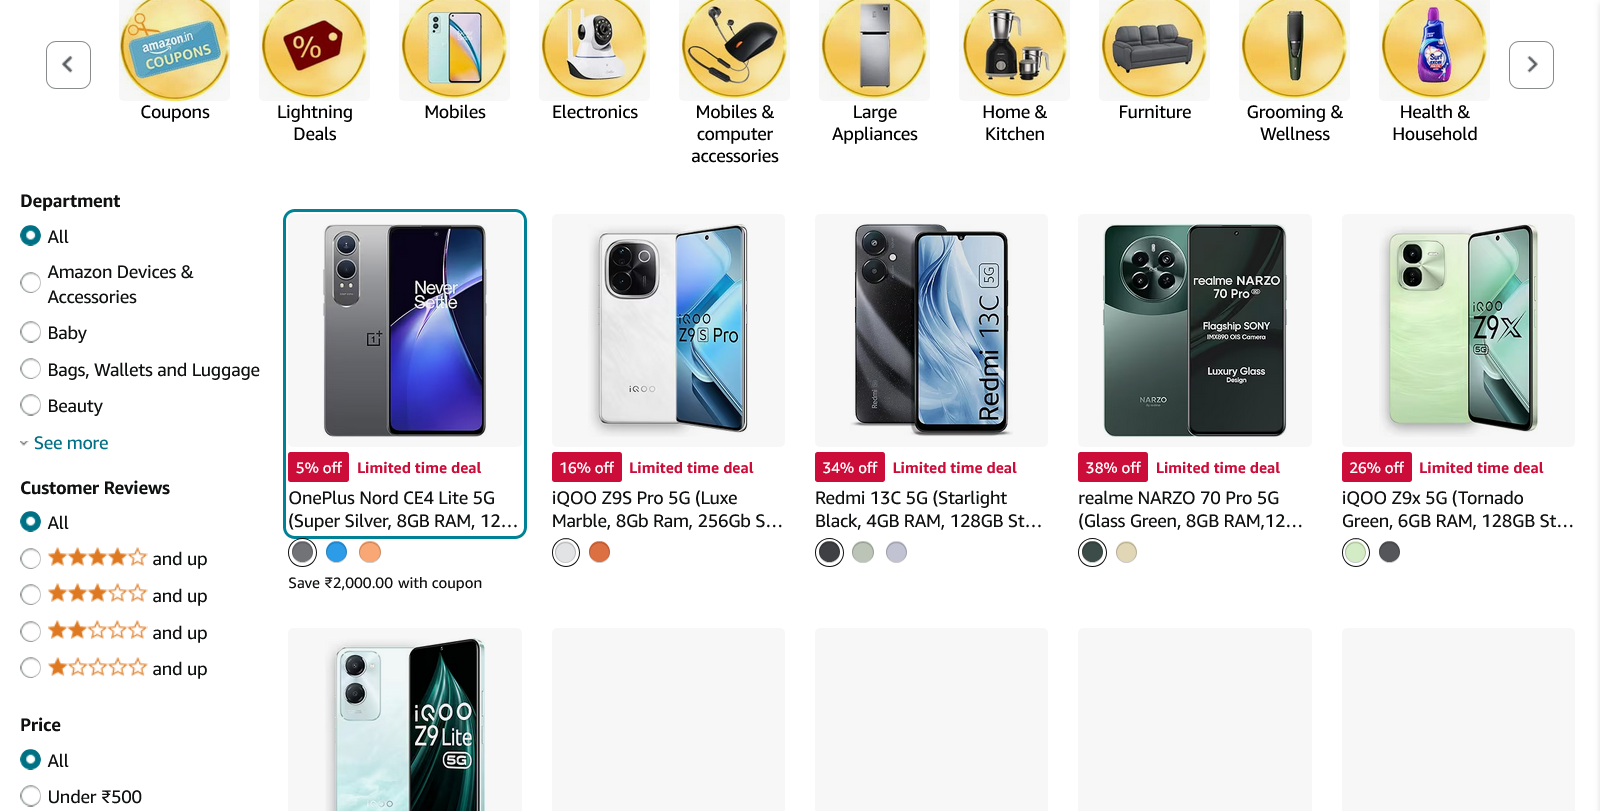 amazon.in
COUPONS
%
Surf
excel
Coupons
Lightning
Deals
Mobiles
Electronics
Mobiles &
computer
accessories
Large
Appliances
Home &
Kitchen
Furniture
Grooming &
Wellness
Health &
Household
Department
All
Amazon Devices &
Accessories
Baby
Bags, Wallets and Luggage
Beauty
See more
Customer Reviews
All
and up
and up
and up
and up
Price
All
Under ₹500
Never
Settle
5% off Limited time deal
OnePlus Nord CE4 Lite 5G
(Super Silver, 8GB RAM, 12...
Save ₹2,000.00 with coupon
iQOO
iQOO
Z9S Pro
16% off Limited time deal
iQOO Z9S Pro 5G (Luxe
Marble, 8Gb Ram, 256Gb S...
Redmi
Redmi 13C 5G
34% off Limited time deal
Redmi 13C 5G (Starlight
Black, 4GB RAM, 128GB St...
NARZO
realme NARZO
70 Pro 5G
Flagship SONY
IMX890 OIS Camera
Luxury Glass
Design
38% off Limited time deal
realme NARZO 70 Pro 5G
(Glass Green, 8GB RAM,12...
iQOO
Z9X
5G
26% off Limited time deal
iQOO Z9x 5G (Tornado
Green, 6GB RAM, 128GB St...
iQOO
iQOO
Z9 Lite
5G